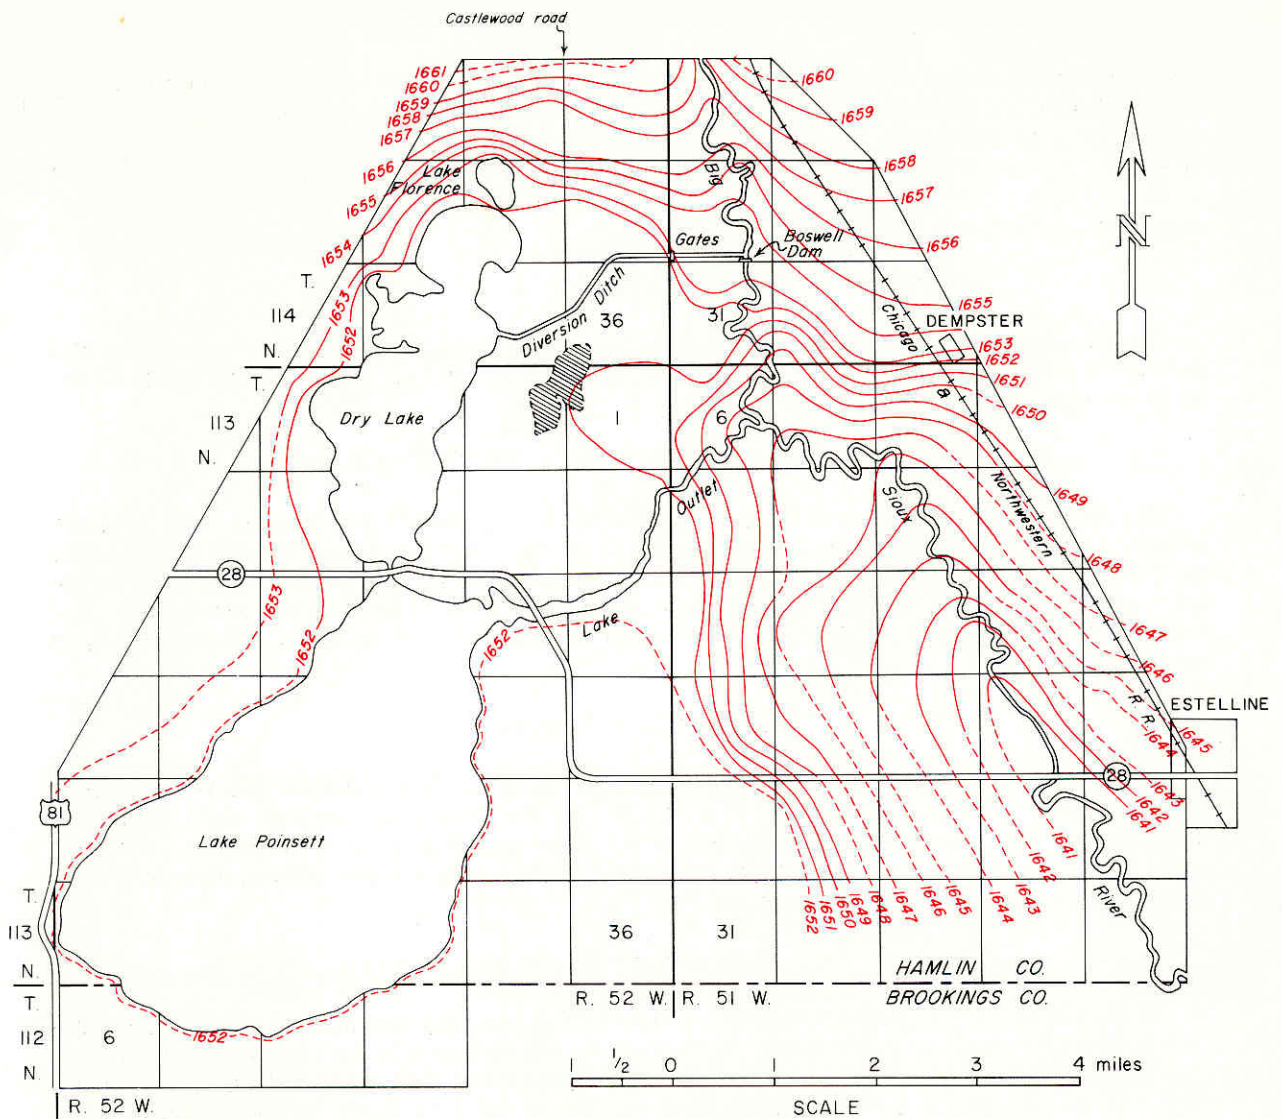 Castlewood road
1661
1660
1659
1658
1657
1656
1655
1654
1653
1652
1660
1659
1658
1657
1656
1655
1653
1652
1651
1650
1649
1648
1647
1646
1645
1644
1643
1642
1641
Lake
Florence
Big
Gates
Boswell
Dam
Diversion Ditch
36
31
Chicago
&
Northwestern
R. R.
DEMPSTER
N
T.
114
N.
T.
113
N.
Dry Lake
1
6
Outlet
Sioux
28
1653
1652
1652
Lake
ESTELLINE
28
81
Lake Poinsett
1641
1642
1643
1644
1645
1646
1647
1648
1649
1650
1651
1652
River
T.
113
N.
36
31
HAMLIN CO.
BROOKINGS CO.
R. 52 W.
R. 51 W.
T.
112
N.
6
1652
R. 52 W.
1 1/2 0 1 2 3 4 miles
SCALE